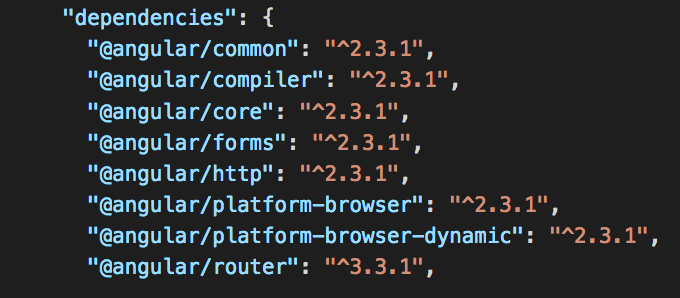 "dependencies": {
"@angular/common": "^2.3.1",
"@angular/compiler": "^2.3.1",
"@angular/core": "^2.3.1",
"@angular/forms": "^2.3.1",
"@angular/http": "^2.3.1",
"@angular/platform-browser": "^2.3.1",
"@angular/platform-browser-dynamic": "^2.3.1",
"@angular/router": "^3.3.1",